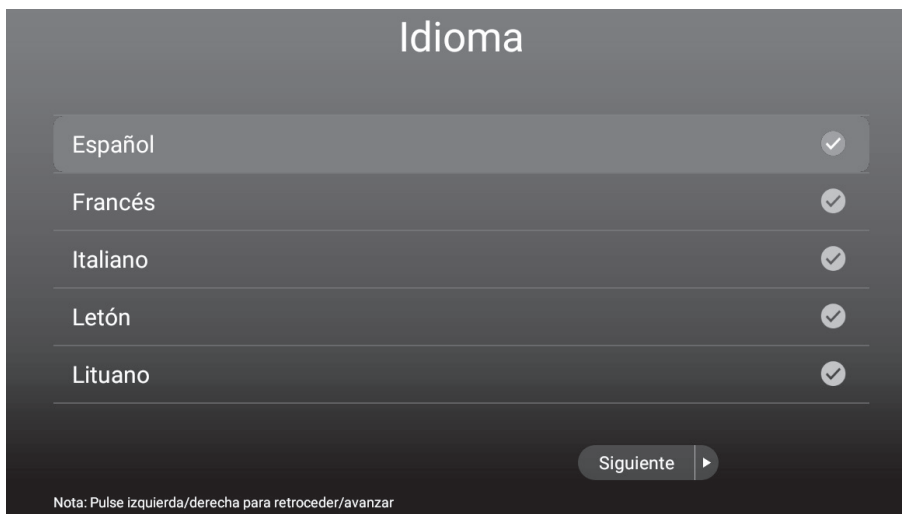 Idioma
Español
Francés
Italiano
Letón
Lituano
Siguiente
Nota: Pulse izquierda/derecha para retroceder/avanzar